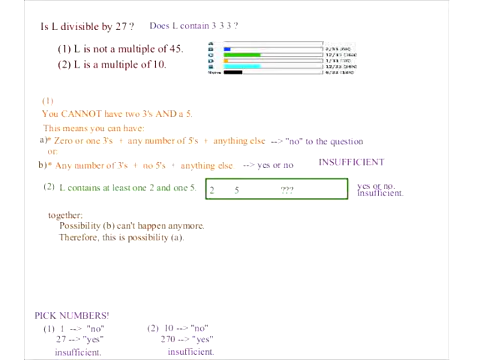 Is L divisible by 27 ? Does L contain 3 3 3 ?
(1) L is not a multiple of 45.
(2) L is a multiple of 10.
A
B
C
D
E
None
(1)
You CANNOT have two 3's AND a 5.
This means you can have:
a)* Zero or one 3's + any number of 5's + anything else --> "no" to the question
or:
b)* Any number of 3's + no 5's + anything else --> yes or no INSUFFICIENT
(2) L contains at least one 2 and one 5. 2 5 ??? yes or no.
insufficient.
together:
Possibility (b) can't happen anymore.
Therefore, this is possibility (a).
PICK NUMBERS!
(1) 1 --> "no" (2) 10 --> "no"
27 --> "yes" 270 --> "yes"
insufficient. insufficient.